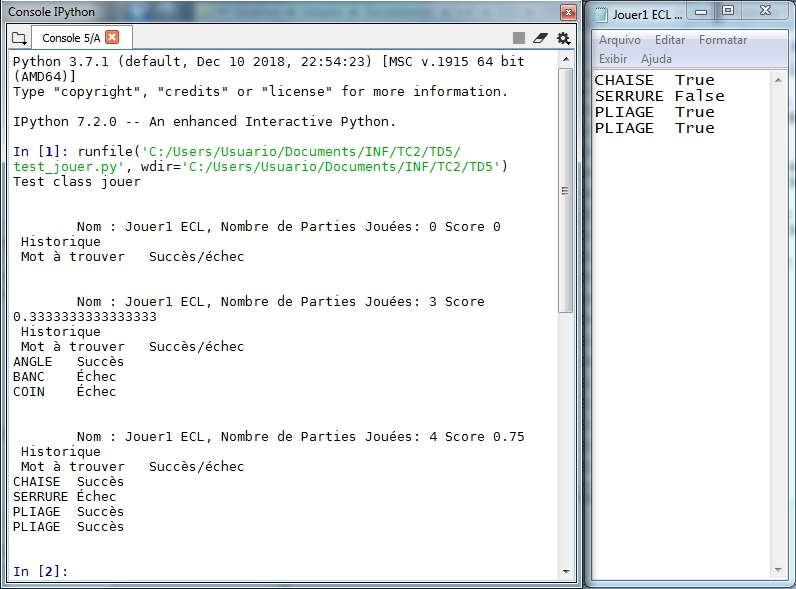 Console IPython
Console 5/A
Python 3.7.1 (default, Dec 10 2018, 22:54:23) [MSC v.1915 64 bit
(AMD64)]
Type "copyright", "credits" or "license" for more information.
IPython 7.2.0 -- An enhanced Interactive Python.
In [1]: runfile('C:/Users/Usuario/Documents/INF/TC2/TD5/
test_jouer.py', wdir='C:/Users/Usuario/Documents/INF/TC2/TD5')
Test class jouer
Nom : Jouer1 ECL, Nombre de Parties Jouées: 0 Score 0
Historique
Mot à trouver Succès/échec
Nom : Jouer1 ECL, Nombre de Parties Jouées: 3 Score
0.3333333333333333
Historique
Mot à trouver Succès/échec
ANGLE Succès
BANC Échec
COIN Échec
Nom : Jouer1 ECL, Nombre de Parties Jouées: 4 Score 0.75
Historique
Mot à trouver Succès/échec
CHAISE Succès
SERRURE Échec
PLIAGE Succès
PLIAGE Succès
In [2]:
Jouer1 ECL ...
Arquivo Editar Formatar
Exibir Ajuda
CHAISE True
SERRURE False
PLIAGE True
PLIAGE True